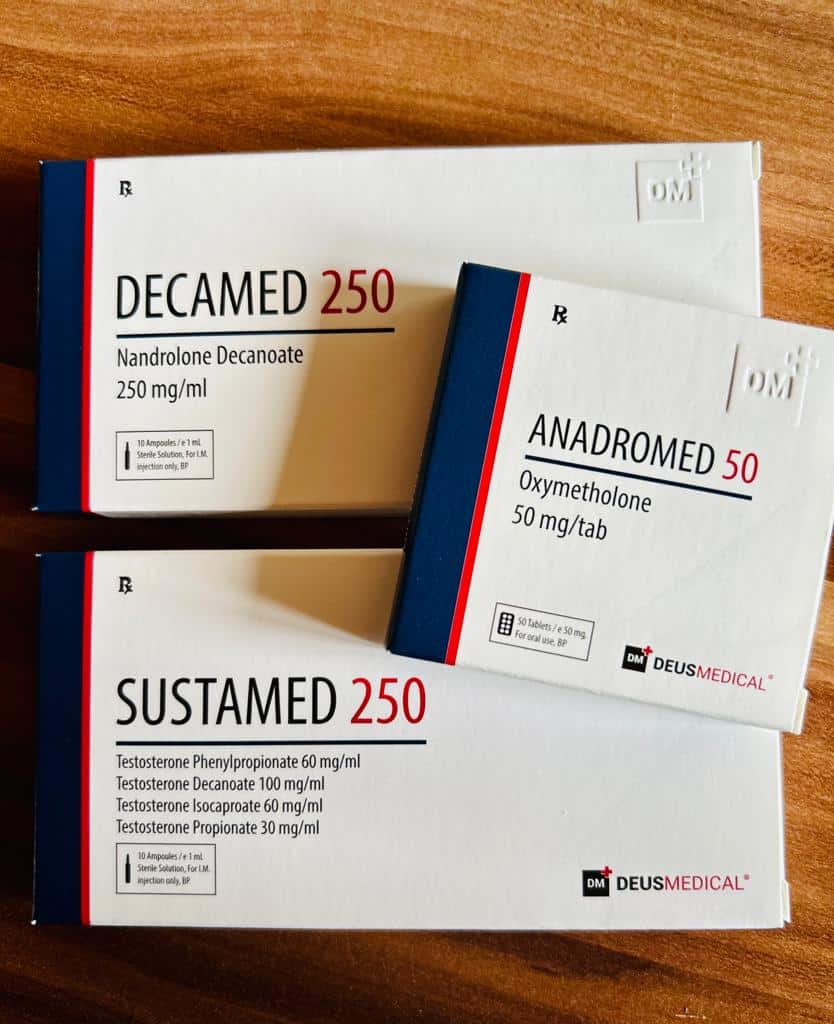 ℞
DM
DECAMED 250
Nandrolone Decanoate
250 mg/ml
10 Ampoules / e 1 mL
Sterile Solution, For I.M.
injection only, BP
℞
DM
ANADROMED 50
Oxymetholone
50 mg/tab
50 Tablets / e 50 mg,
For oral use, BP
DM DEUSMEDICAL®
℞
SUSTAMED 250
Testosterone Phenylpropionate 60 mg/ml
Testosterone Decanoate 100 mg/ml
Testosterone Isocaproate 60 mg/ml
Testosterone Propionate 30 mg/ml
10 Ampoules / e 1 mL
Sterile Solution, For I.M.
injection only, BP
DM DEUSMEDICAL®